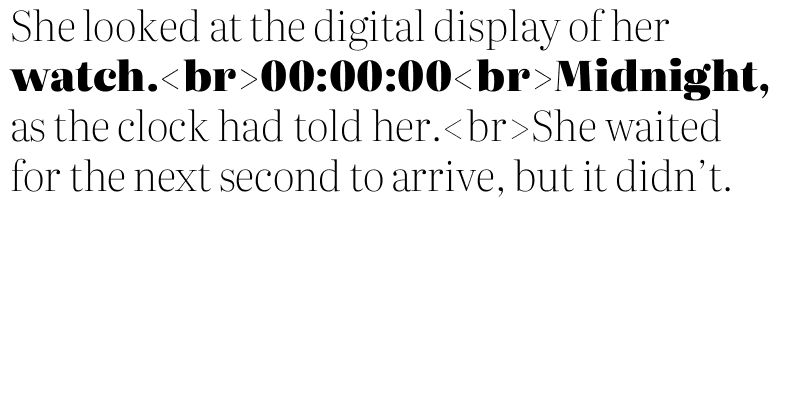 She looked at the digital display of her
watch.<br>00:00:00<br>Midnight,
as the clock had told her.<br>She waited
for the next second to arrive, but it didn’t.